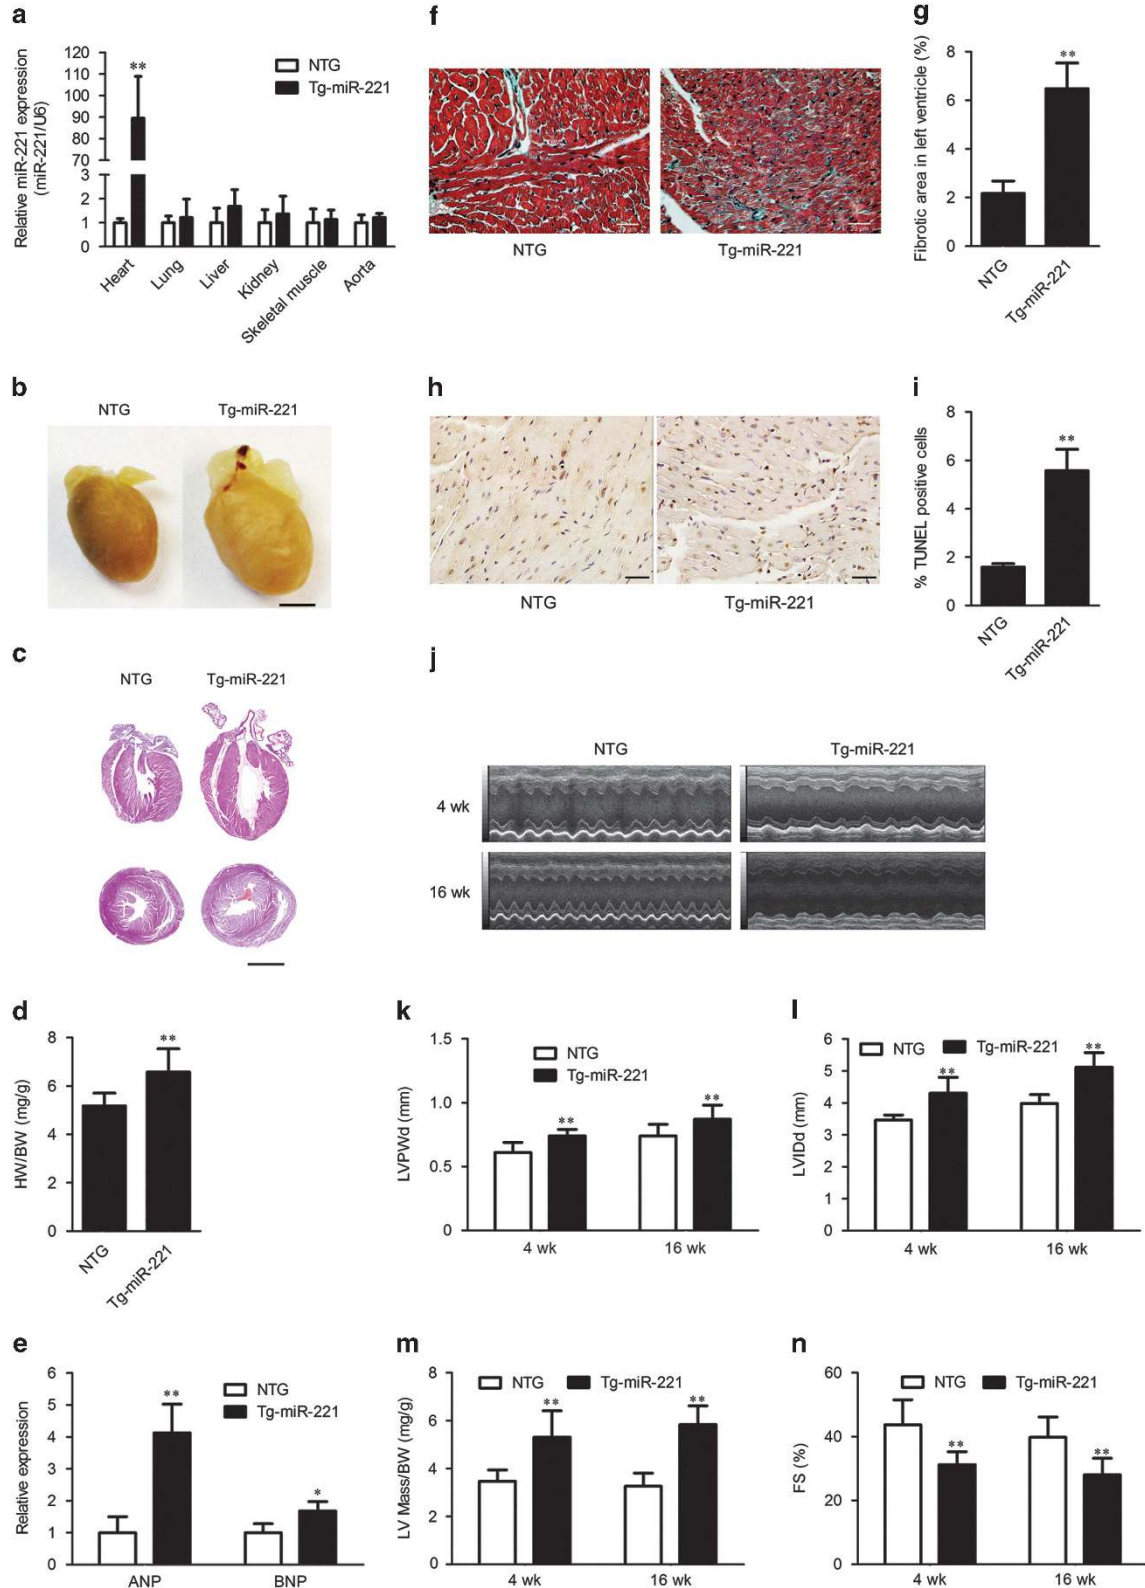 a
Relative miR-221 expression
(miR-221/U6)
120
110
100
90
80
70
3
2
1
0
**
NTG
Tg-miR-221
Heart
Lung
Liver
Kidney
Skeletal muscle
Aorta
f
NTG
Tg-miR-221
g
Fibrotic area in left ventricle (%)
8
6
4
2
0
**
NTG
Tg-miR-221
b
NTG
Tg-miR-221
h
NTG
Tg-miR-221
i
% TUNEL positive cells
8
6
4
2
0
**
NTG
Tg-miR-221
c
NTG
Tg-miR-221
j
NTG
Tg-miR-221
4 wk
16 wk
d
HW/BW (mg/g)
8
6
4
2
0
**
NTG
Tg-miR-221
k
LVPWd (mm)
1.5
1.0
0.5
0
NTG
Tg-miR-221
**
**
4 wk
16 wk
l
LVIDd (mm)
6
5
4
3
2
1
0
NTG
Tg-miR-221
**
**
4 wk
16 wk
e
Relative expression
6
5
4
3
2
1
0
NTG
Tg-miR-221
**
*
ANP
BNP
m
LV Mass/BW (mg/g)
8
6
4
2
0
NTG
Tg-miR-221
**
**
4 wk
16 wk
n
FS (%)
60
40
20
0
NTG
Tg-miR-221
**
**
4 wk
16 wk